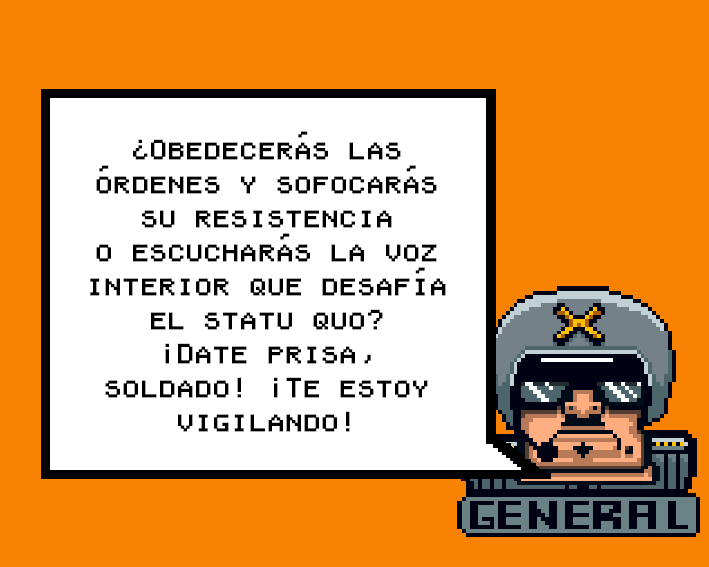 ¿Obedecerás las
órdenes y sofocarás
su resistencia
o escucharás la voz
interior que desafía
el statu quo?
¡Date prisa,
soldado! ¡Te estoy
vigilando!
GENERAL